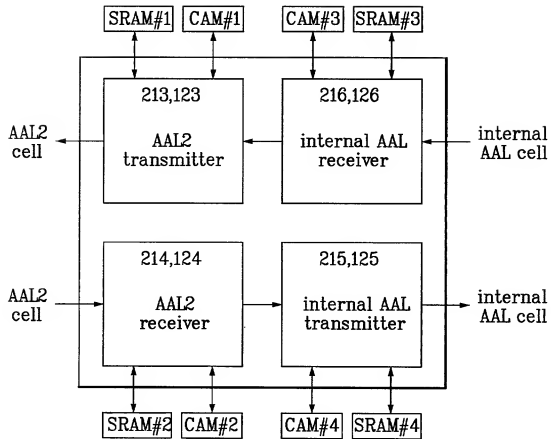 SRAM#1 CAM#1 CAM#3 SRAM#3
213,123
AAL2
transmitter
216,126
internal AAL
receiver
AAL2
cell
internal
AAL cell
214,124
AAL2
receiver
215,125
internal AAL
transmitter
AAL2
cell
internal
AAL cell
SRAM#2 CAM#2 CAM#4 SRAM#4